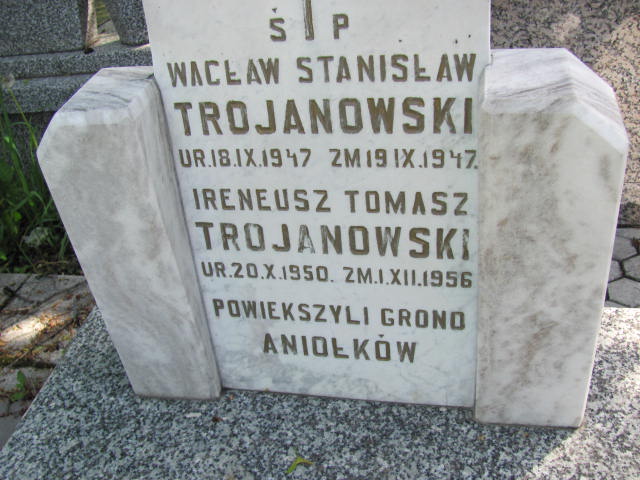 Ś P
WACŁAW STANISŁAW
TROJANOWSKI
UR.18.IX.1947 ZM 19 IX.1947.
IRENEUSZ TOMASZ
TROJANOWSKI
UR.20.X.1950. ZM.1.XII.1956
POWIEKSZYLI GRONO
ANIOŁKÓW